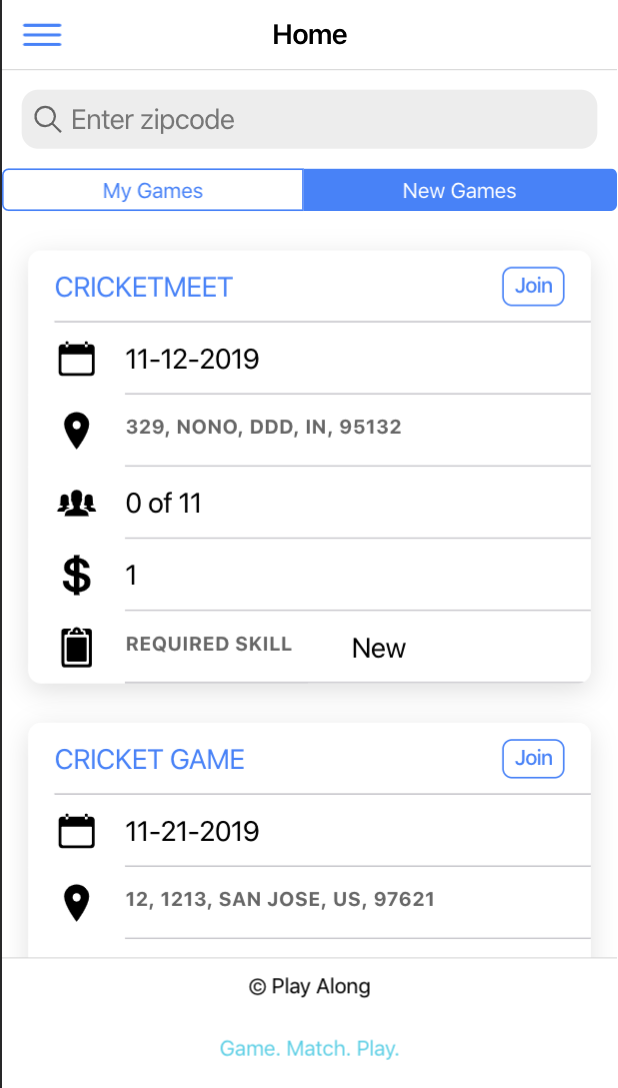 Home
Enter zipcode
My Games New Games
CRICKETMEET Join
11-12-2019
329, NONO, DDD, IN, 95132
0 of 11
$ 1
REQUIRED SKILL New
CRICKET GAME Join
11-21-2019
12, 1213, SAN JOSE, US, 97621
© Play Along
Game. Match. Play.